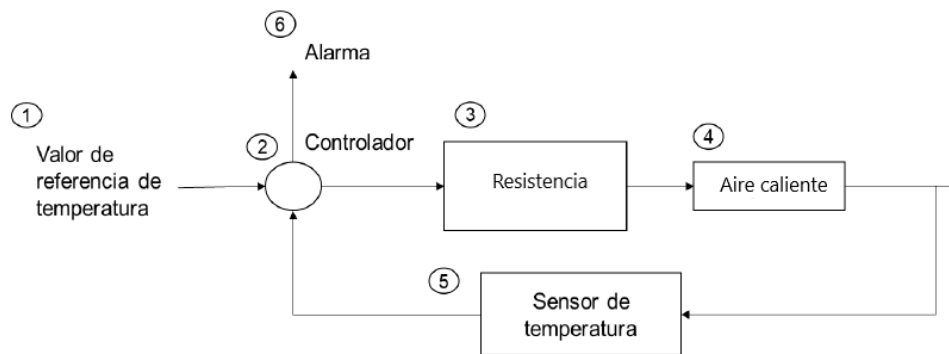 6
Alarma
1
Valor de
referencia de
temperatura
2
Controlador
3
Resistencia
4
Aire caliente
5
Sensor de
temperatura